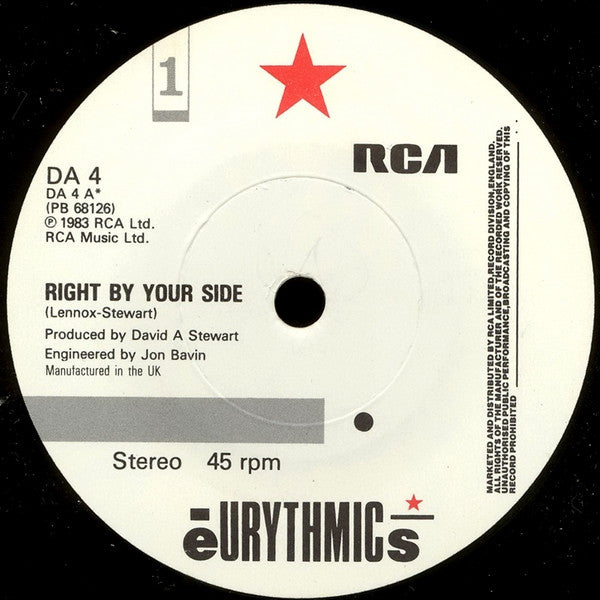 1
RCA
DA 4
DA 4 A*
(PB 68126)
℗ 1983 RCA Ltd.
RCA Music Ltd.
RIGHT BY YOUR SIDE
(Lennox-Stewart)
Produced by David A Stewart
Engineered by Jon Bavin
Manufactured in the UK
Stereo 45 rpm
eURYTHMICs
MARKETED AND DISTRIBUTED BY RCA LIMITED, RECORD DIVISION, ENGLAND.
ALL RIGHTS OF THE MANUFACTURER AND OF THE RECORDED WORK RESERVED.
UNAUTHORISED PUBLIC PERFORMANCE, BROADCASTING AND COPYING OF THIS
RECORD PROHIBITED